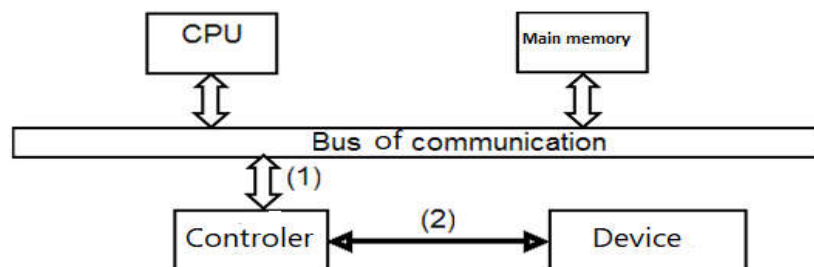 CPU
Main memory
Bus of communication
(1)
(2)
Controler
Device